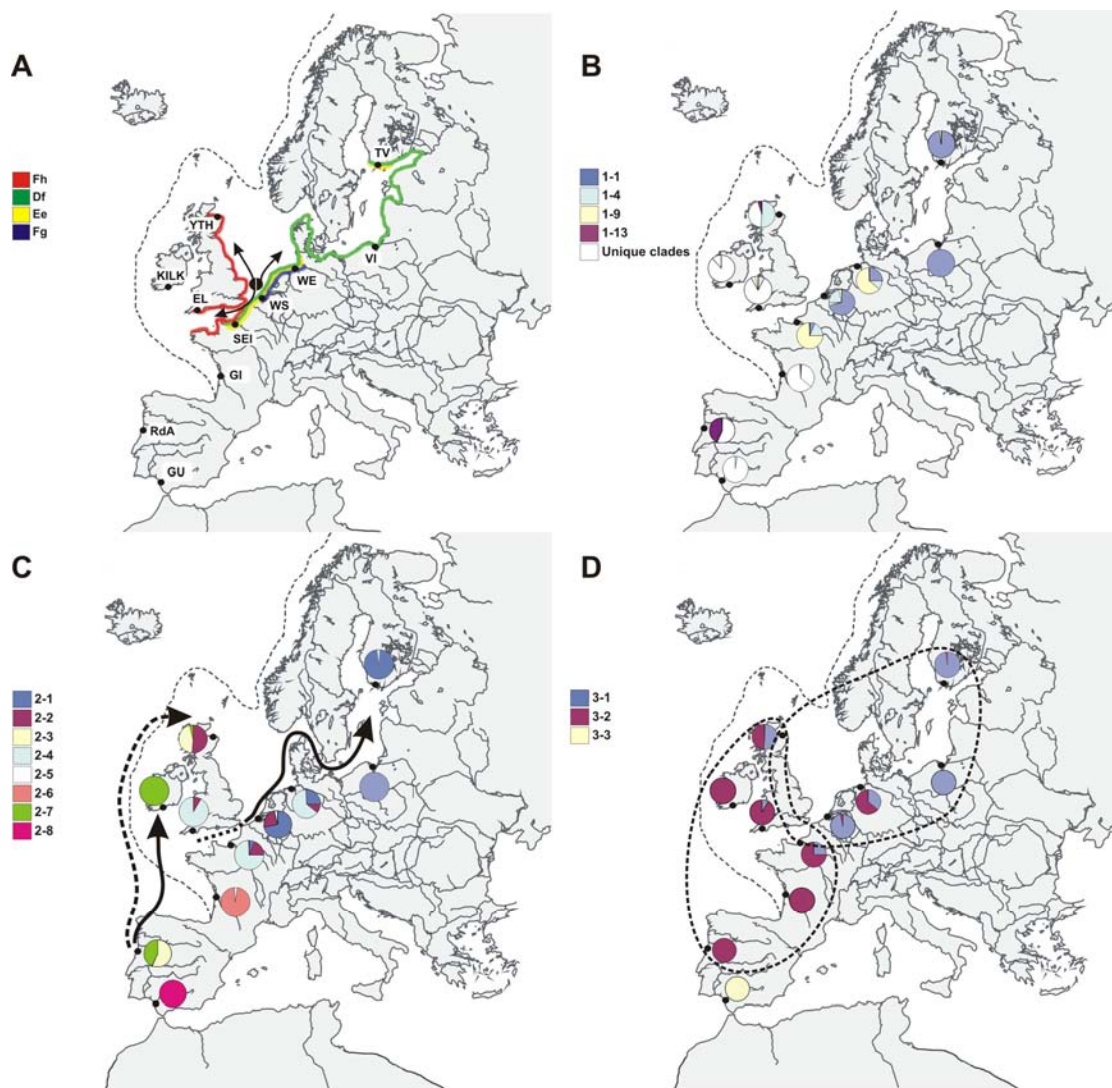 A
Fh
Df
Ee
Fg
TV
YTH
KILK
VI
WE
EL
WS
SEI
GI
RdA
GU
B
1-1
1-4
1-9
1-13
Unique clades
C
2-1
2-2
2-3
2-4
2-5
2-6
2-7
2-8
D
3-1
3-2
3-3